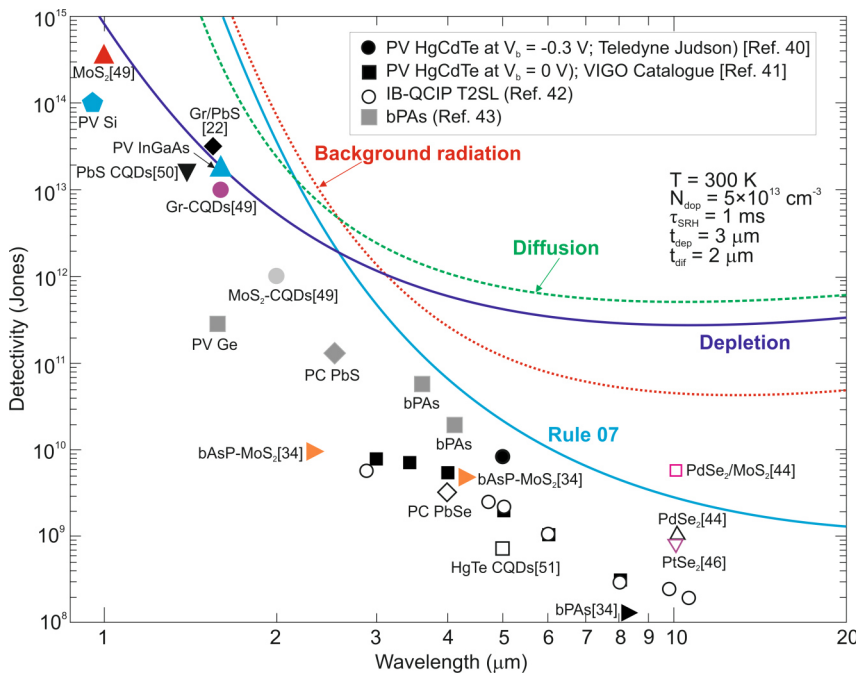 10¹⁵
10¹⁴
10¹³
10¹²
10¹¹
10¹⁰
10⁹
10⁸
Detectivity (Jones)
PV HgCdTe at V_b = -0.3 V; Teledyne Judson) [Ref. 40]
PV HgCdTe at V_b = 0 V); VIGO Catalogue [Ref. 41]
IB-QCIP T2SL (Ref. 42)
bPAs (Ref. 43)
MoS₂[49]
PV Si
Gr/PbS
[22]
PV InGaAs
PbS CQDs[50]
Gr-CQDs[49]
Background radiation
T = 300 K
N_dop = 5×10¹³ cm⁻³
τ_SRH = 1 ms
t_dep = 3 μm
t_dif = 2 μm
Diffusion
MoS₂-CQDs[49]
PV Ge
Depletion
PC PbS
bPAs
bPAs
Rule 07
bAsP-MoS₂[34]
bAsP-MoS₂[34]
PdSe₂/MoS₂[44]
PC PbSe
PdSe₂[44]
PtSe₂[46]
HgTe CQDs[51]
bPAs[34]
1 2 3 4 5 6 7 8 9 10 20
Wavelength (μm)